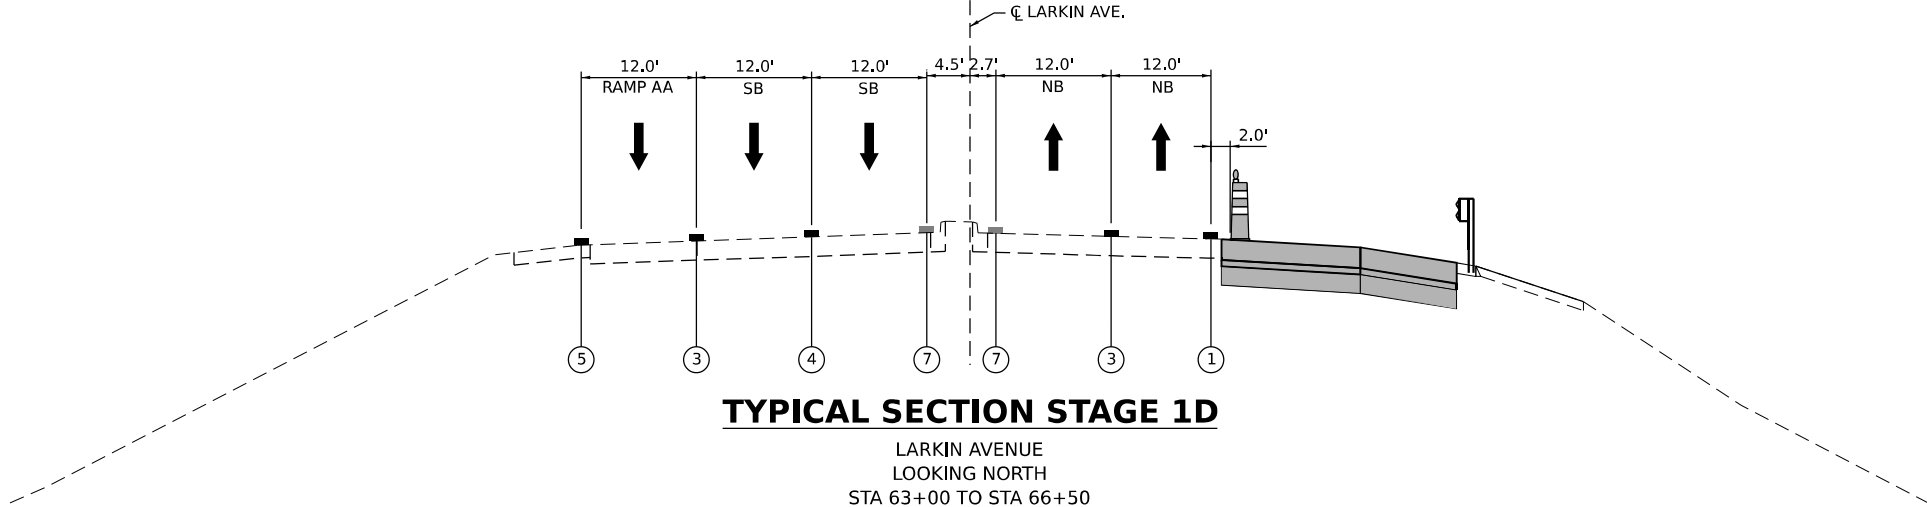 ℄ LARKIN AVE.
12.0' 12.0' 12.0' 4.5' 2.7' 12.0' 12.0'
RAMP AA SB SB NB NB
2.0'
5 3 4 7 7 3 1
TYPICAL SECTION STAGE 1D
LARKIN AVENUE
LOOKING NORTH
STA 63+00 TO STA 66+50